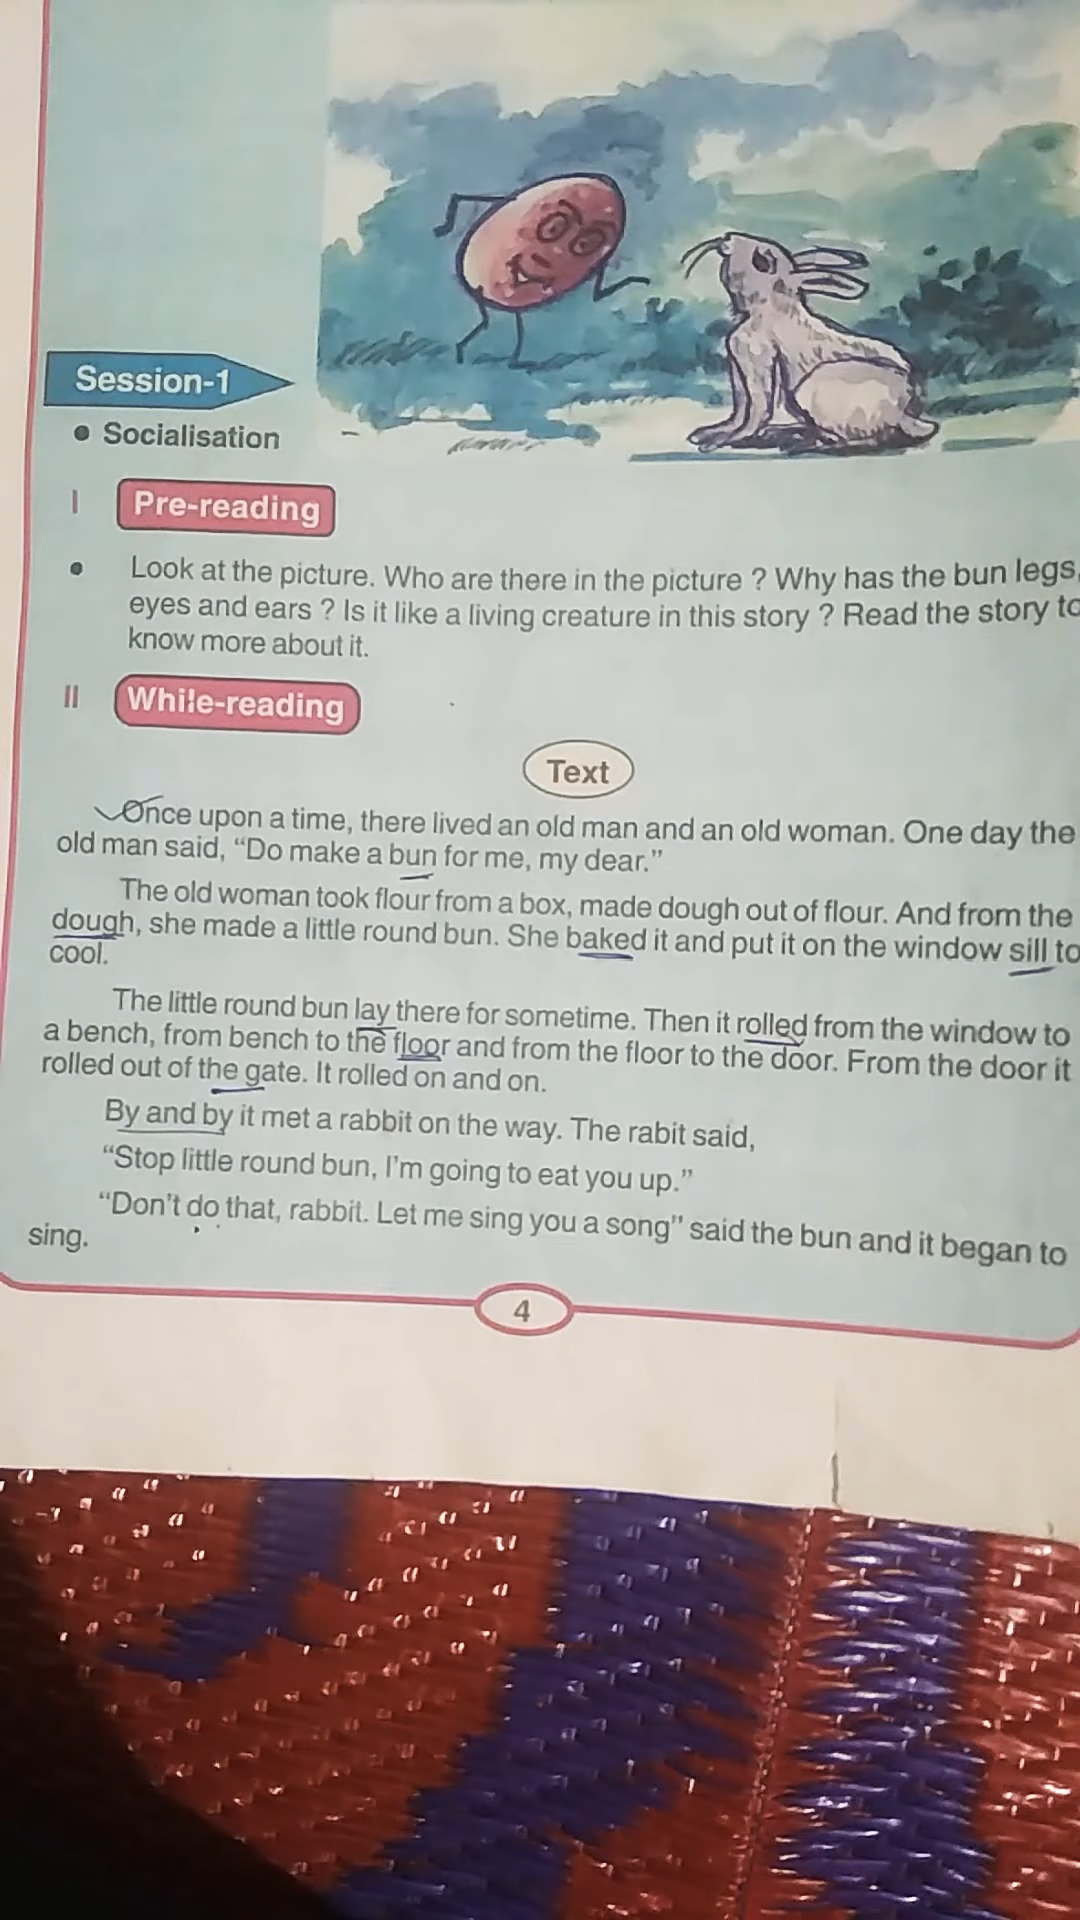 Session-1
• Socialisation
I Pre-reading
• Look at the picture. Who are there in the picture ? Why has the bun legs,
eyes and ears ? Is it like a living creature in this story ? Read the story to
know more about it.
II While-reading
Text
Once upon a time, there lived an old man and an old woman. One day the
old man said, “Do make a bun for me, my dear.”
The old woman took flour from a box, made dough out of flour. And from the
dough, she made a little round bun. She baked it and put it on the window sill to
cool.
The little round bun lay there for sometime. Then it rolled from the window to
a bench, from bench to the floor and from the floor to the door. From the door it
rolled out of the gate. It rolled on and on.
By and by it met a rabbit on the way. The rabit said,
“Stop little round bun, I’m going to eat you up.”
“Don’t do that, rabbit. Let me sing you a song” said the bun and it began to
sing.
4